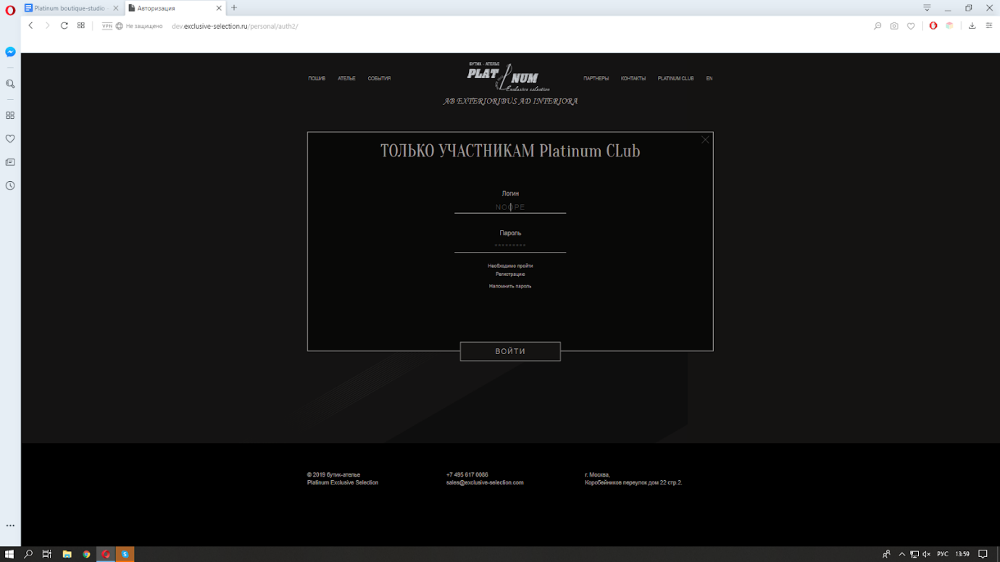 Platinum boutique-studio
Авторизация
VPN
Не защищено
dev.exclusive-selection.ru/personal/auth2/
ПОШИВ
АТЕЛЬЕ
СОБЫТИЯ
БУТИК - АТЕЛЬЕ
PLAT NUM
Exclusive selection
AB EXTERIORIBUS AD INTERIORA
ПАРТНЕРЫ
КОНТАКТЫ
PLATINUM CLUB
EN
ТОЛЬКО УЧАСТНИКАМ Platinum CLub
Логин
NOOPE
Пароль
*********
Необходимо пройти
Регистрацию
Напомнить пароль
ВОЙТИ
© 2019 бутик-ателье
Platinum Exclusive Selection
+7 495 617 0086
sales@exclusive-selection.com
г. Москва,
Коробейников переулок дом 22 стр.2.
РУС
13:59